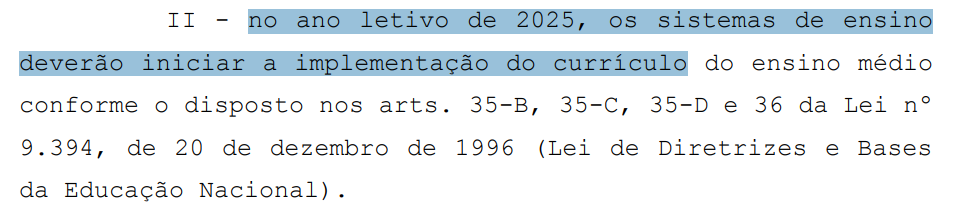 II - no ano letivo de 2025, os sistemas de ensino
deverão iniciar a implementação do currículo do ensino médio
conforme o disposto nos arts. 35-B, 35-C, 35-D e 36 da Lei nº
9.394, de 20 de dezembro de 1996 (Lei de Diretrizes e Bases
da Educação Nacional).